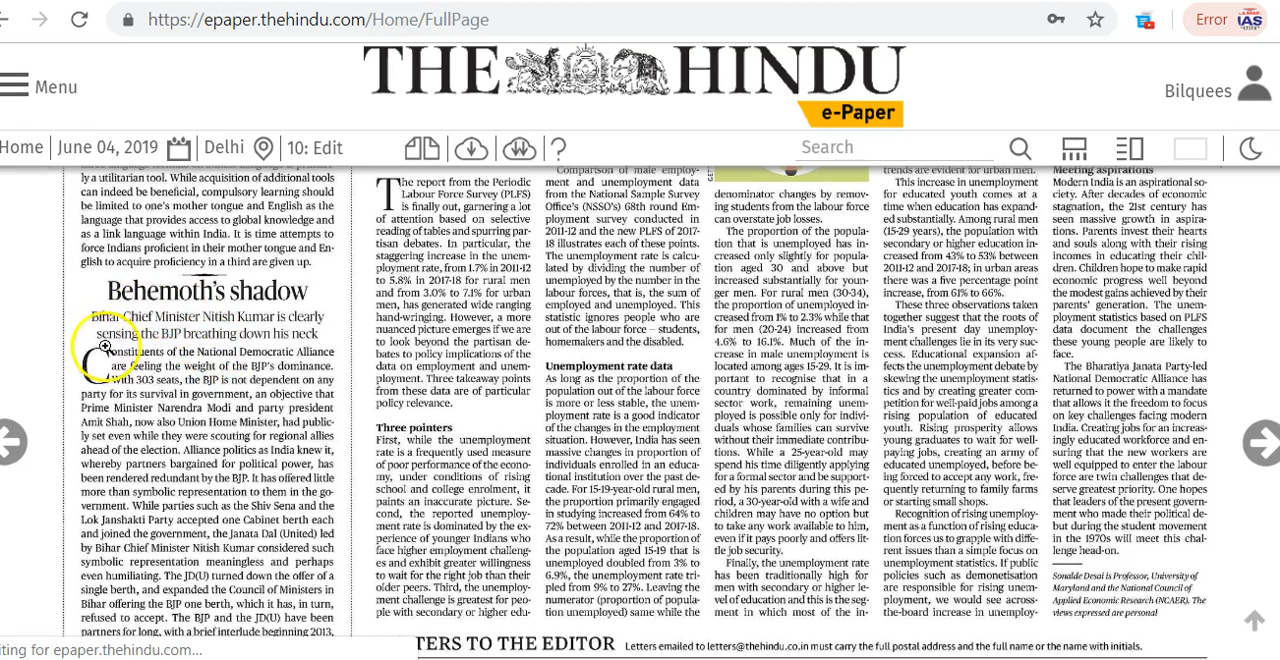 https://epaper.thehindu.com/Home/FullPage
Error
IAS
THE HINDU
e-Paper
Menu
Bilquees
Home
June 04, 2019
Delhi
10: Edit
?
Search
ly a utilitarian tool. While acquisition of additional tools
can indeed be beneficial, compulsory learning should
be limited to one's mother tongue and English as the
language that provides access to global knowledge and
as a link language within India. It is time attempts to
force Indians proficient in their mother tongue and En-
glish to acquire proficiency in a third are given up.
Behemoth's shadow
Bihar Chief Minister Nitish Kumar is clearly
sensing the BJP breathing down his neck
Constituents of the National Democratic Alliance
are feeling the weight of the BJP's dominance.
With 303 seats, the BJP is not dependent on any
party for its survival in government, an objective that
Prime Minister Narendra Modi and party president
Amit Shah, now also Union Home Minister, had public-
ly set even while they were scouting for regional allies
ahead of the election. Alliance politics as India knew it,
whereby partners bargained for political power, has
been rendered redundant by the BJP. It has offered little
more than symbolic representation to them in the go-
vernment. While parties such as the Shiv Sena and the
Lok Janshakti Party accepted one Cabinet berth each
and joined the government, the Janata Dal (United) led
by Bihar Chief Minister Nitish Kumar considered such
symbolic representation meaningless and perhaps
even humiliating. The JD(U) turned down the offer of a
single berth, and expanded the Council of Ministers in
Bihar offering the BJP one berth, which it has, in turn,
refused to accept. The BJP and the JD(U) have been
partners for long, with a brief interlude beginning 2013,
The report from the Periodic
Labour Force Survey (PLFS)
is finally out, garnering a lot
of attention based on selective
reading of tables and spurring par-
tisan debates. In particular, the
staggering increase in the unem-
ployment rate, from 1.7% in 2011-12
to 5.8% in 2017-18 for rural men
and from 3.0% to 7.1% for urban
men, has generated wide ranging
hand-wringing. However, a more
nuanced picture emerges if we are
to look beyond the partisan de-
bates to policy implications of the
data on employment and unem-
ployment. Three takeaway points
from these data are of particular
policy relevance.
Three pointers
First, while the unemployment
rate is a frequently used measure
of poor performance of the econo-
my, under conditions of rising
school and college enrolment, it
paints an inaccurate picture. Se-
cond, the reported unemploy-
ment rate is dominated by the ex-
perience of younger Indians who
face higher employment challeng-
es and exhibit greater willingness
to wait for the right job than their
older peers. Third, the unemploy-
ment challenge is greatest for peo-
ple with secondary or higher edu-
Comparison of male employ-
ment and unemployment data
from the National Sample Survey
Office's (NSSO's) 68th round Em-
ployment survey conducted in
2011-12 and the new PLFS of 2017-
18 illustrates each of these points.
The unemployment rate is calcu-
lated by dividing the number of
unemployed by the number in the
labour forces, that is, the sum of
employed and unemployed. This
statistic ignores people who are
out of the labour force – students,
homemakers and the disabled.
Unemployment rate data
As long as the proportion of the
population out of the labour force
is more or less stable, the unem-
ployment rate is a good indicator
of the changes in the employment
situation. However, India has seen
massive changes in proportion of
individuals enrolled in an educa-
tional institution over the past de-
cade. For 15-19-year-old rural men,
the proportion primarily engaged
in studying increased from 64% to
72% between 2011-12 and 2017-18.
As a result, while the proportion of
the population aged 15-19 that is
unemployed doubled from 3% to
6.9%, the unemployment rate tri-
pled from 9% to 27%. Leaving the
numerator (proportion of popula-
tion unemployed) same while the
denominator changes by remov-
ing students from the labour force
can overstate job losses.
The proportion of the popula-
tion that is unemployed has in-
creased only slightly for popula-
tion aged 30 and above but
increased substantially for youn-
ger men. For rural men (30-34),
the proportion of unemployed in-
creased from 1% to 2.3% while that
for men (20-24) increased from
4.6% to 16.1%. Much of the
increase in male unemployment is
located among ages 15-29. It is im-
portant to recognise that in a
country dominated by informal
sector work, remaining unem-
ployed is possible only for indivi-
duals whose families can survive
without their immediate contribu-
tions. While a 25-year-old may
spend his time diligently applying
for a formal sector and be support-
ed by his parents during this pe-
riod, a 30-year-old with a wife and
children may have no option but
to take any work available to him,
even if it pays poorly and offers lit-
tle job security.
Finally, the unemployment rate
has been traditionally high for
men with secondary or higher le-
vel of education and this is the seg-
ment in which most of the in-
trends are evident here.
This increase in unemployment
for educated youth comes at a
time when education has expand-
ed substantially. Among rural men
(15-29 years), the population with
secondary or higher education in-
creased from 43% to 53% between
2011-12 and 2017-18; in urban areas
there was a five percentage point
increase, from 61% to 66%.
These three observations taken
together suggest that the roots of
India's present day unemploy-
ment challenges lie in its very suc-
cess. Educational expansion af-
fects the unemployment debate by
skewing the unemployment statis-
tics and by creating greater com-
petition for well-paid jobs among a
rising population of educated
youth. Rising prosperity allows
young graduates to wait for well-
paying jobs, creating an army of
educated unemployed, before be-
ing forced to accept any work, fre-
quently returning to family farms
or starting small shops.
Recognition of rising unemploy-
ment as a function of rising educa-
tion forces us to grapple with diffe-
rent issues than a simple focus on
unemployment statistics. If public
policies such as demonetisation
are responsible for rising unem-
ployment, we would see across-
the-board increase in unemploy-
Meeting aspirations
Modern India is an aspirational so-
ciety. After decades of economic
stagnation, the 21st century has
seen massive growth in aspira-
tions. Parents invest their hearts
and souls along with their rising
incomes in educating their chil-
dren. Children hope to make rapid
economic progress well beyond
the modest gains achieved by their
parents' generation. The unem-
ployment statistics based on PLFS
data document the challenges
these young people are likely to
face.
The Bharatiya Janata Party-led
National Democratic Alliance has
returned to power with a mandate
that allows it the freedom to focus
on key challenges facing modern
India. Creating jobs for an increas-
ingly educated workforce and en-
suring that the new workers are
well equipped to enter the labour
force are twin challenges that de-
serve greatest priority. One hopes
that leaders of the present govern-
ment who made their political de-
but during the student movement
in the 1970s will meet this chal-
lenge head-on.
Sonalde Desai is Professor, University of
Maryland and the National Council of
Applied Economic Research (NCAER). The
views expressed are personal
TERS TO THE EDITOR
Letters emailed to letters@thehindu.co.in must carry the full postal address and the full name or the name with initials.
iting for epaper.thehindu.com...